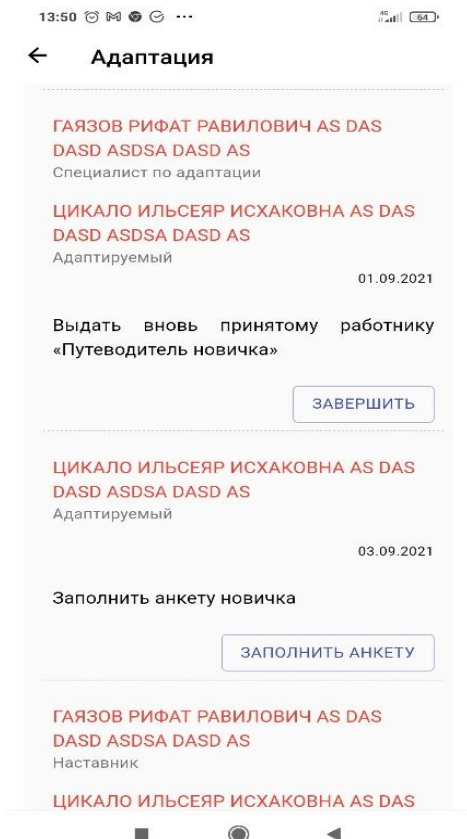 13:50
4G
64
Адаптация
ГАЯЗОВ РИФАТ РАВИЛОВИЧ AS DAS
DASD ASDSA DASD AS
Специалист по адаптации
ЦИКАЛО ИЛЬСЕЯР ИСХАКОВНА AS DAS
DASD ASDSA DASD AS
Адаптируемый
01.09.2021
Выдать вновь принятому работнику
«Путеводитель новичка»
ЗАВЕРШИТЬ
ЦИКАЛО ИЛЬСЕЯР ИСХАКОВНА AS DAS
DASD ASDSA DASD AS
Адаптируемый
03.09.2021
Заполнить анкету новичка
ЗАПОЛНИТЬ АНКЕТУ
ГАЯЗОВ РИФАТ РАВИЛОВИЧ AS DAS
DASD ASDSA DASD AS
Наставник
ЦИКАЛО ИЛЬСЕЯР ИСХАКОВНА AS DAS